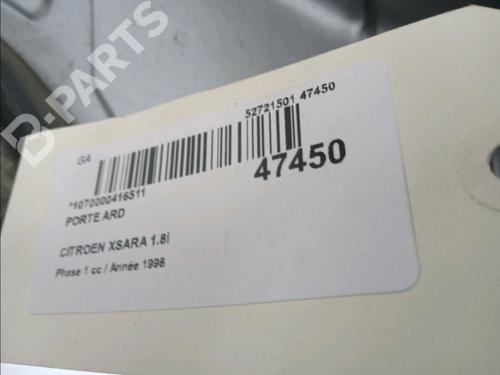 D-PARTS
GA
52721501 47450
*1070000416511
47450
PORTE ARD
CITROEN XSARA 1.8i
Phase 1 cc / Année 1998